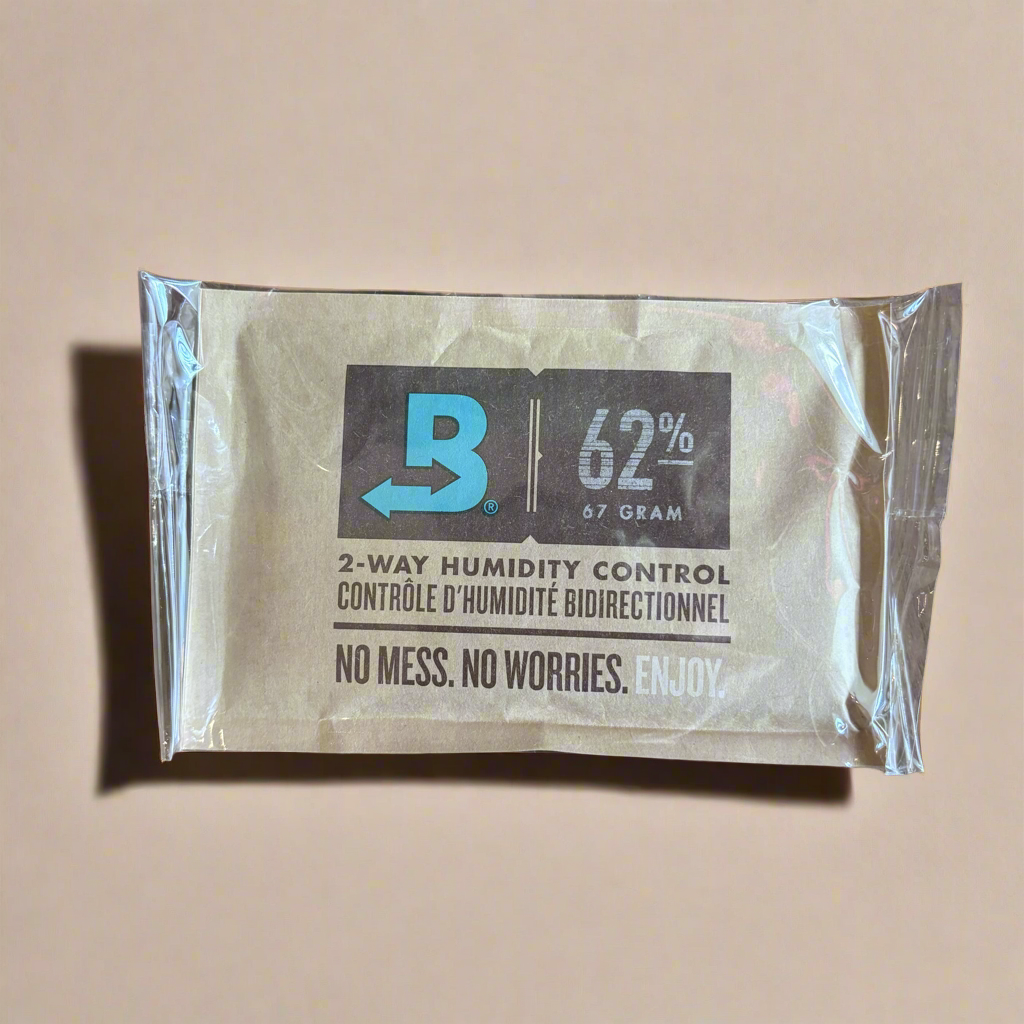 B®
62%
67 GRAM
2-WAY HUMIDITY CONTROL
CONTRÔLE D'HUMIDITÉ BIDIRECTIONNEL
NO MESS. NO WORRIES. ENJOY.